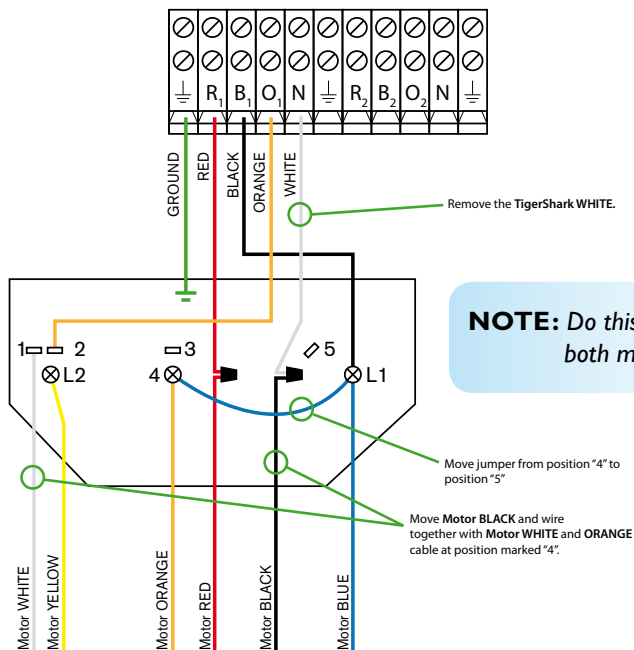 R1 B1 O1 N R2 B2 O2 N
GROUND
RED
BLACK
ORANGE
WHITE
Remove the TigerShark WHITE.
NOTE: Do this
both m
1 2 3 5
L2 4 L1
Move jumper from position "4" to
position "5"
Move Motor BLACK and wire
together with Motor WHITE and ORANGE
cable at position marked "4".
Motor WHITE
Motor YELLOW
Motor ORANGE
Motor RED
Motor BLACK
Motor BLUE